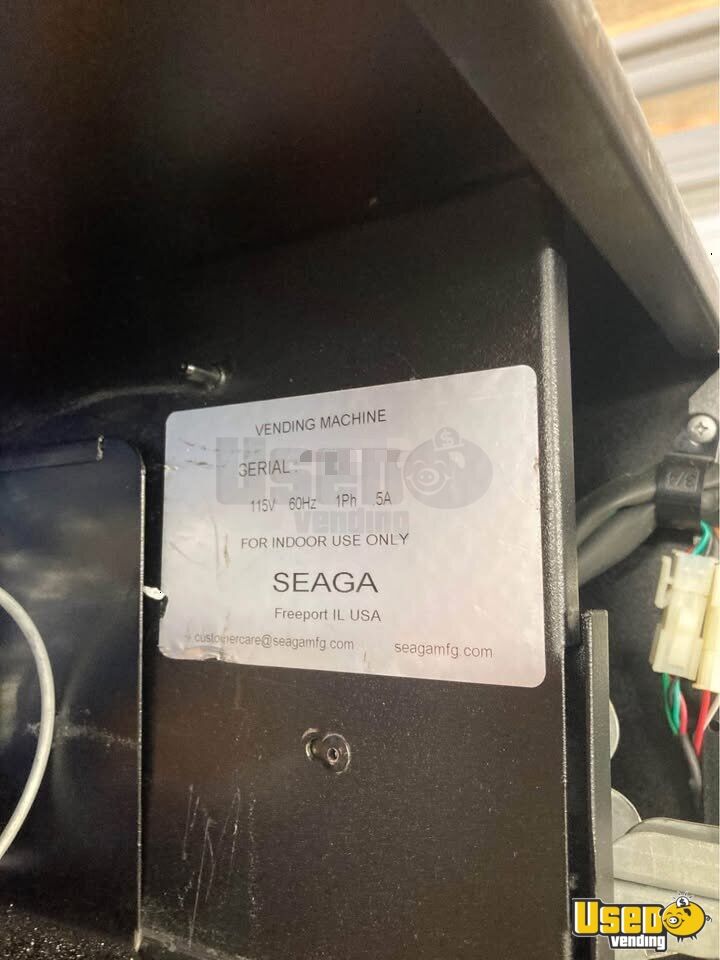 VENDING MACHINE
SERIAL:
USED
Vending
115V 60Hz 1Ph .5A
FOR INDOOR USE ONLY
SEAGA
Freeport IL USA
customercare@seagamfg.com seagamfg.com
USED
Vending